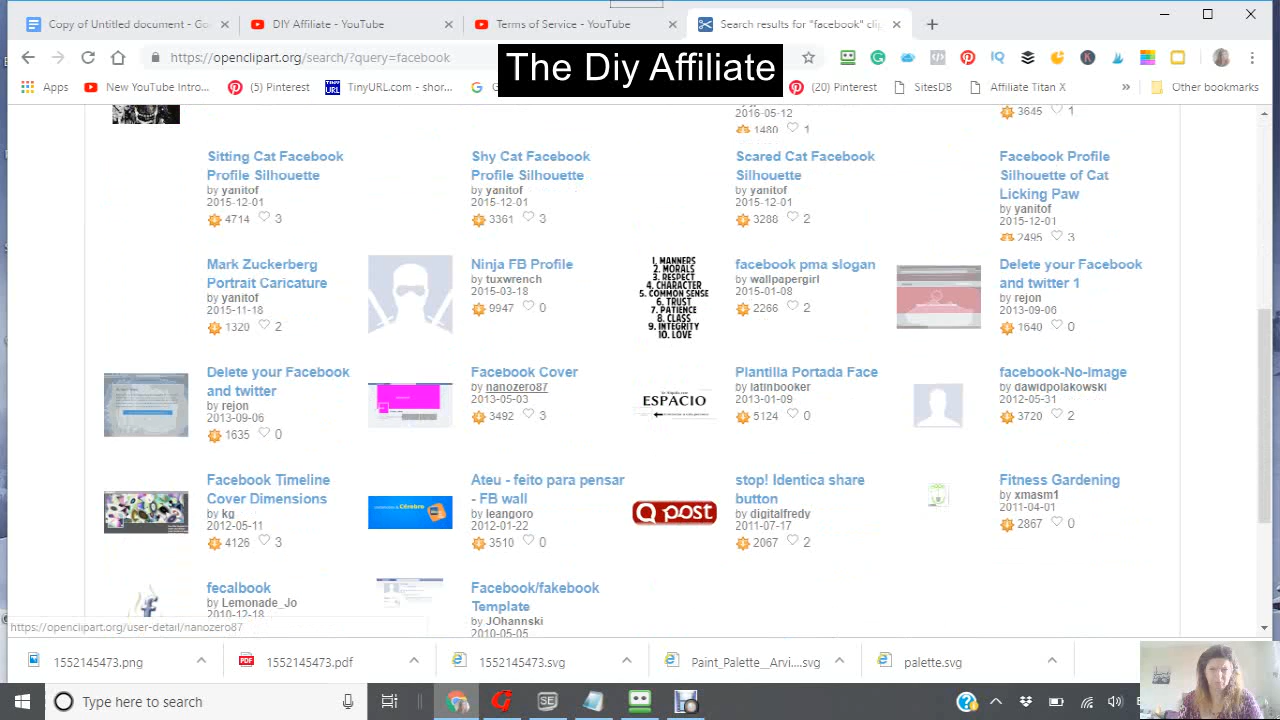 Copy of Untitled document - Go
DIY Affiliate - YouTube
Terms of Service - YouTube
Search results for "facebook" cli
https://openclipart.org/search/?query=facebook
The Diy Affiliate
Apps
New YouTube Intro...
(5) Pinterest
TinyURL.com - shor...
(20) Pinterest
SitesDB
Affiliate Titan X
Other bookmarks
2016-05-12
1480 1
3645 1
Sitting Cat Facebook
Profile Silhouette
by yanitof
2015-12-01
4714 3
Shy Cat Facebook
Profile Silhouette
by yanitof
2015-12-01
3361 3
Scared Cat Facebook
Silhouette
by yanitof
2015-12-01
3288 2
Facebook Profile
Silhouette of Cat
Licking Paw
by yanitof
2015-12-01
2495 3
Mark Zuckerberg
Portrait Caricature
by yanitof
2015-11-18
1320 2
Ninja FB Profile
by tuxwrench
2015-03-18
9947 0
1. MANNERS
2. MORALS
3. RESPECT
4. CHARACTER
5. COMMON SENSE
6. TRUST
7. PATIENCE
8. CLASS
9. INTEGRITY
10. LOVE
facebook pma slogan
by wallpapergirl
2015-01-08
2266 2
Delete your Facebook
and twitter 1
by rejon
2013-09-06
1640 0
Delete your Facebook
and twitter
by rejon
2013-09-06
1635 0
Facebook Cover
by nanozero87
2013-05-03
3492 3
ESPACIO
Plantilla Portada Face
by latinbooker
2013-01-09
5124 0
facebook-No-Image
by dawidpolakowski
2012-05-31
3720 2
Facebook Timeline
Cover Dimensions
by kg
2012-05-11
4126 3
Cérebro
Ateu - feito para pensar
- FB wall
by leangoro
2012-01-22
3510 0
Q post
stop! Identica share
button
by digitalfredy
2011-07-17
2067 2
Fitness Gardening
by xmasm1
2011-04-01
2867 0
f
fecalbook
by Lemonade_Jo
2010-12-18
Facebook/fakebook
Template
by JOhannski
2010-05-05
https://openclipart.org/user-detail/nanozero87
1552145473.png
PDF
1552145473.pdf
1552145473.svg
Paint_Palette__Arvi....svg
palette.svg
Type here to search
SE